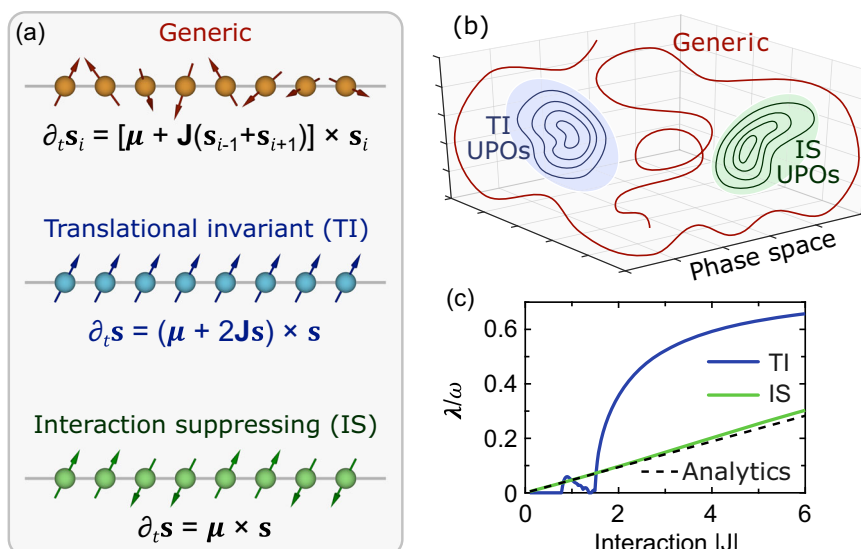 (a)
Generic
∂ₜsᵢ = [μ + J(sᵢ₋₁+sᵢ₊₁)] × sᵢ
Translational invariant (TI)
∂ₜs = (μ + 2Js) × s
Interaction suppressing (IS)
∂ₜs = μ × s
(b)
Generic
TI
UPOs
IS
UPOs
Phase space
(c)
λ/ω
0.6
0.4
0.2
0
0
2
4
6
TI
IS
Analytics
Interaction |J|